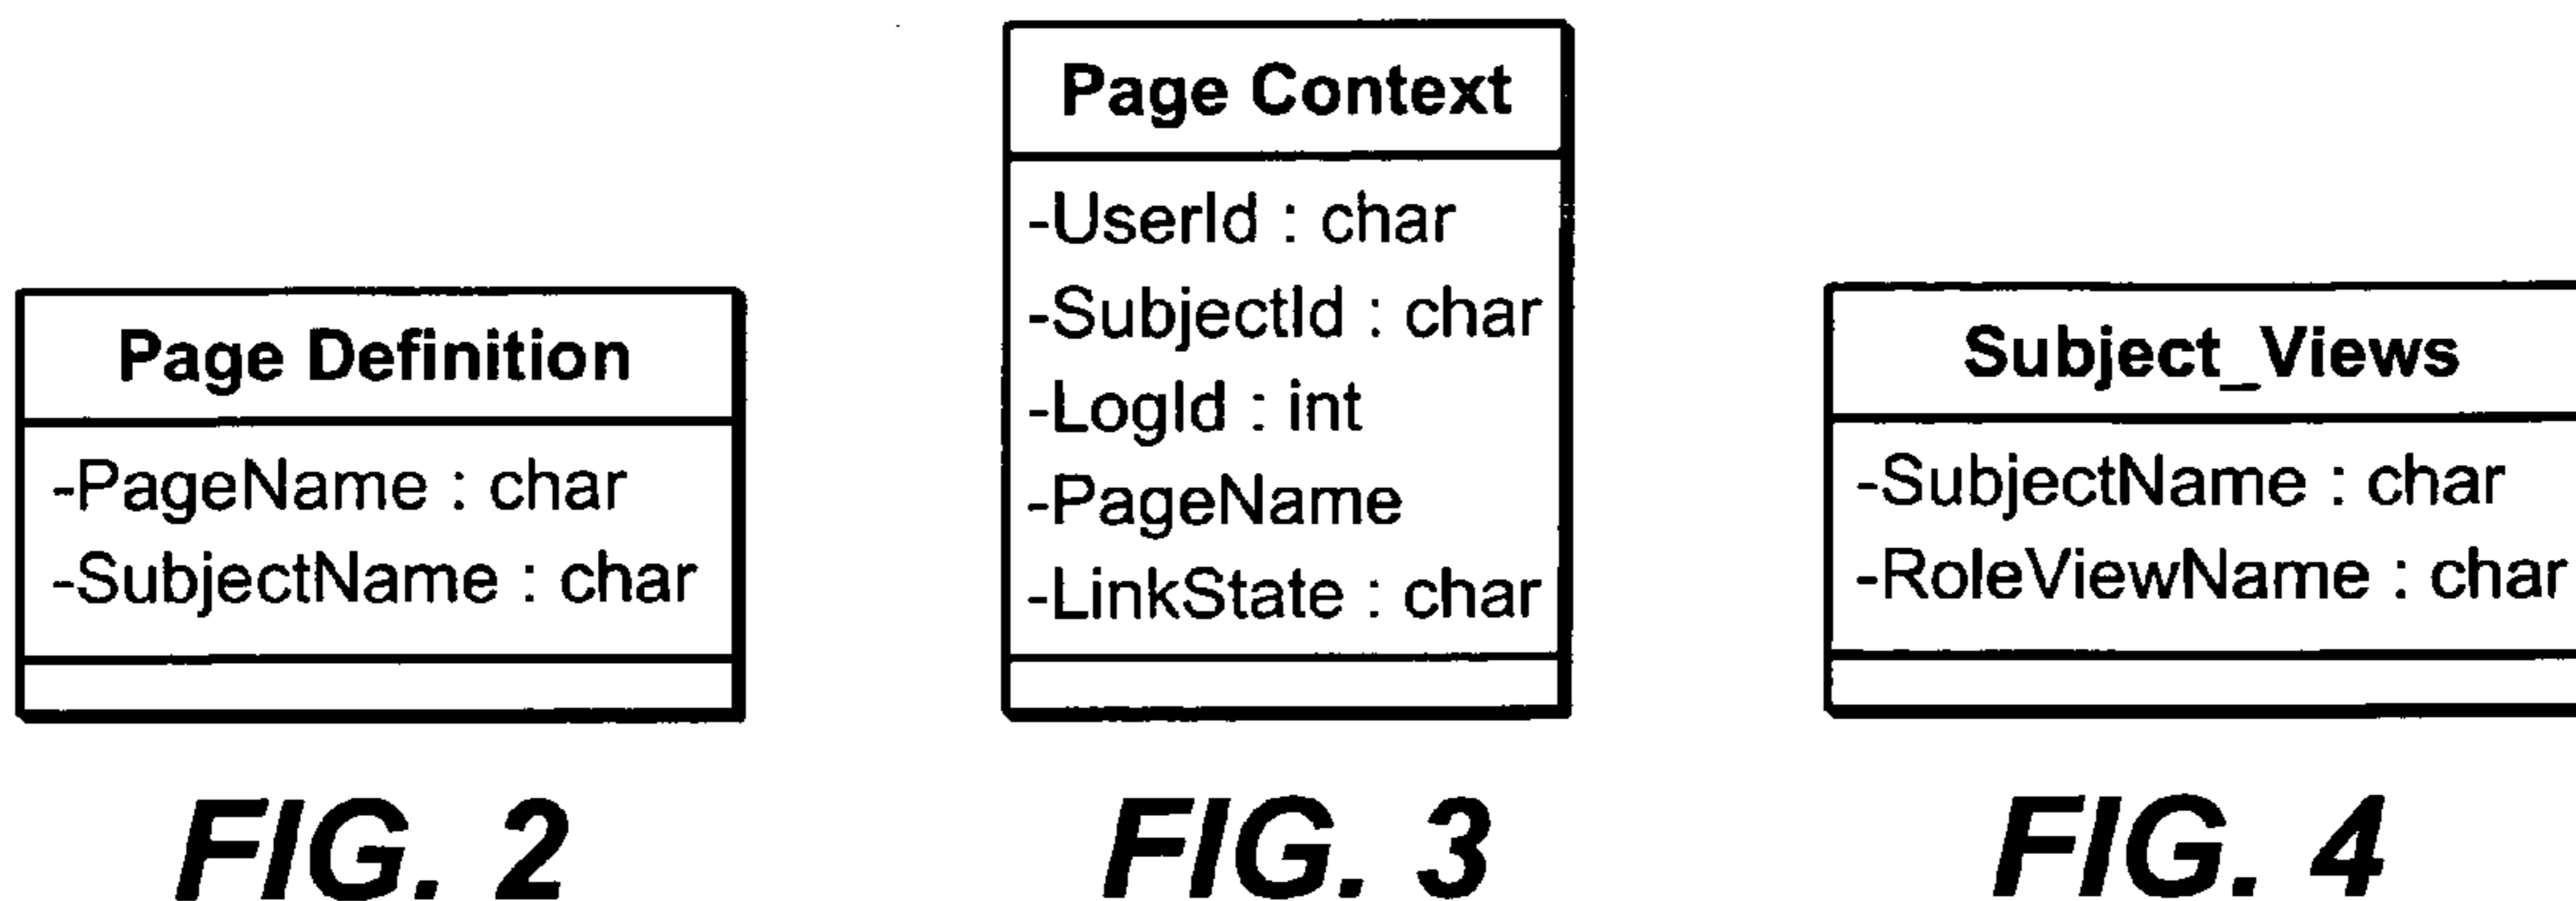 Page Definition
-PageName : char
-SubjectName : char
FIG. 2
Page Context
-UserId : char
-SubjectId : char
-LogId : int
-PageName
-LinkState : char
FIG. 3
Subject_Views
-SubjectName : char
-RoleViewName : char
FIG. 4